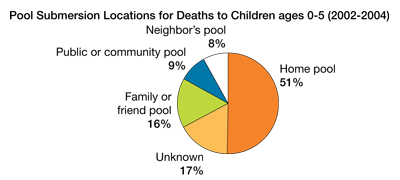 Pool Submersion Locations for Deaths to Children ages 0-5 (2002-2004)
Neighbor's pool
8%
Public or community pool
9%
Home pool
51%
Family or
friend pool
16%
Unknown
17%